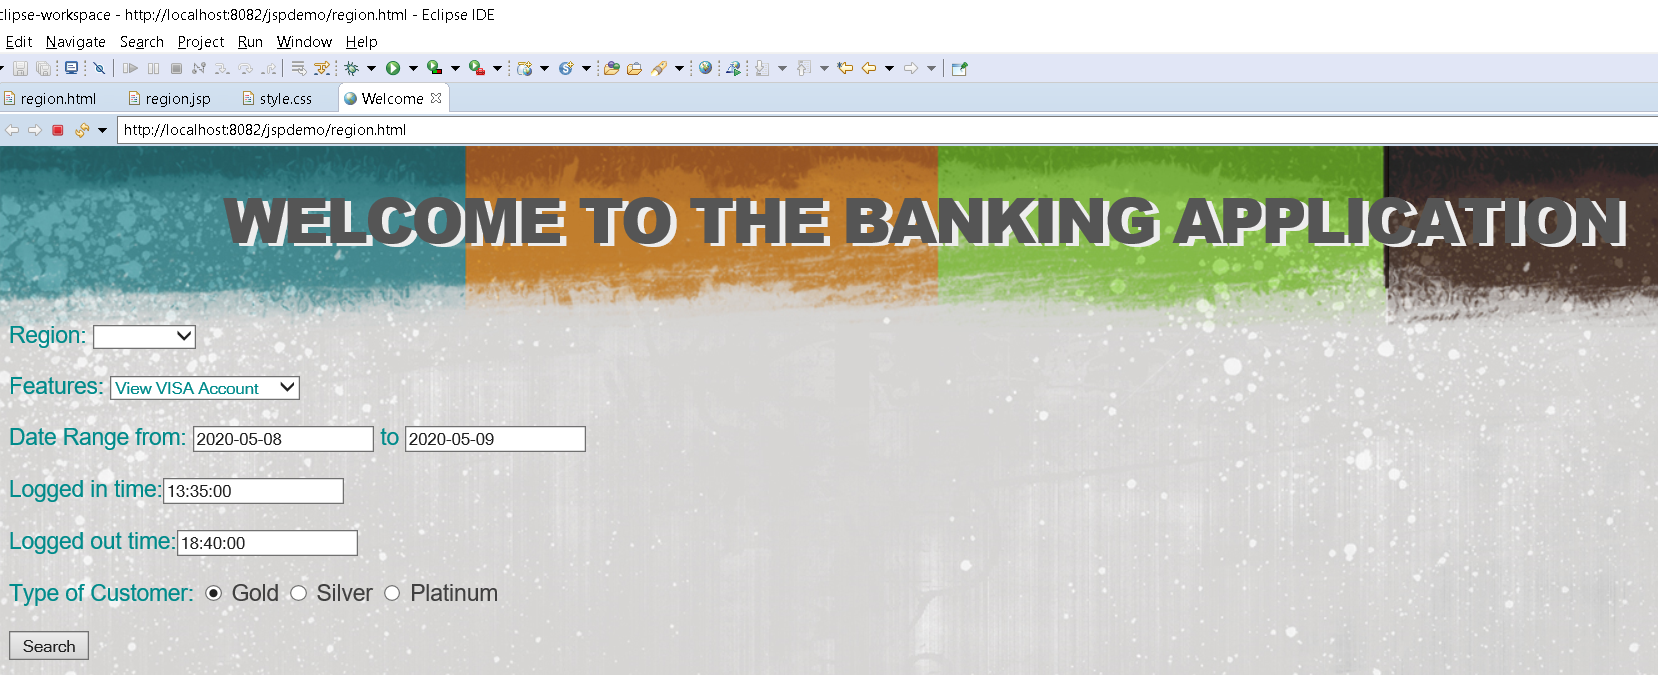 clipse-workspace - http://localhost:8082/jspdemo/region.html - Eclipse IDE
Edit Navigate Search Project Run Window Help
region.html region.jsp style.css Welcome
http://localhost:8082/jspdemo/region.html
WELCOME TO THE BANKING APPLICATION
Region:
Features: View VISA Account
Date Range from: 2020-05-08 to 2020-05-09
Logged in time: 13:35:00
Logged out time: 18:40:00
Type of Customer: Gold Silver Platinum
Search